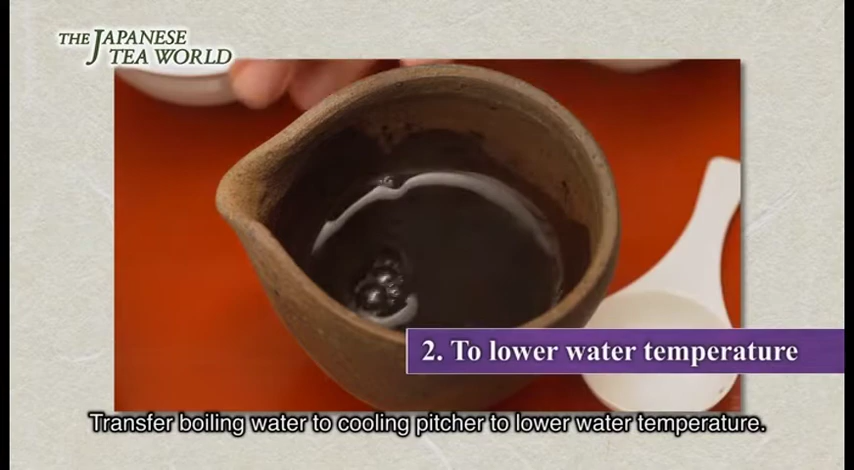 THE JAPANESE
TEA WORLD
2. To lower water temperature
Transfer boiling water to cooling pitcher to lower water temperature.